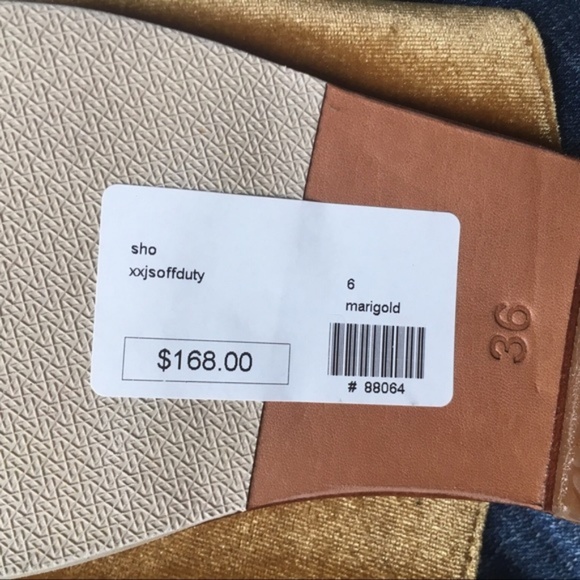 sho
xxjsoffduty
6
marigold
$168.00
# 88064
36